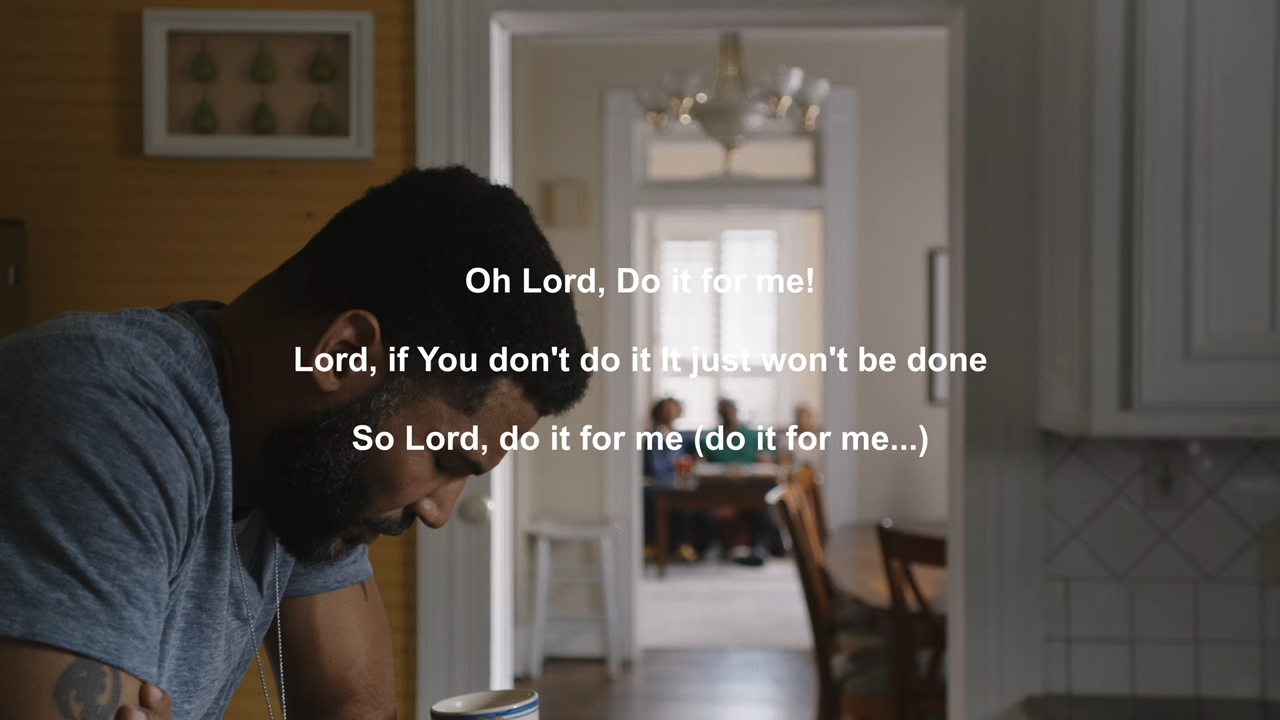 Oh Lord, Do it for me!
Lord, if You don't do it It just won't be done
So Lord, do it for me (do it for me...)